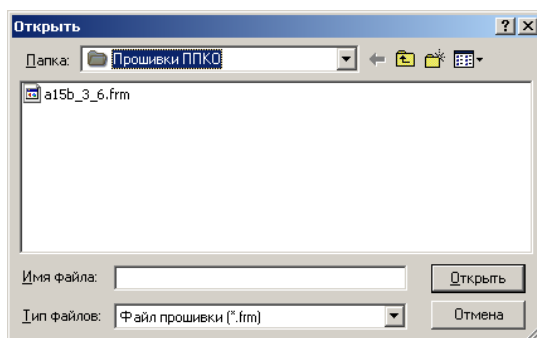 Открыть
Папка: Прошивки ППКО
a15b_3_6.frm
Имя файла: Открыть
Тип файлов: Файл прошивки (*.frm) Отмена